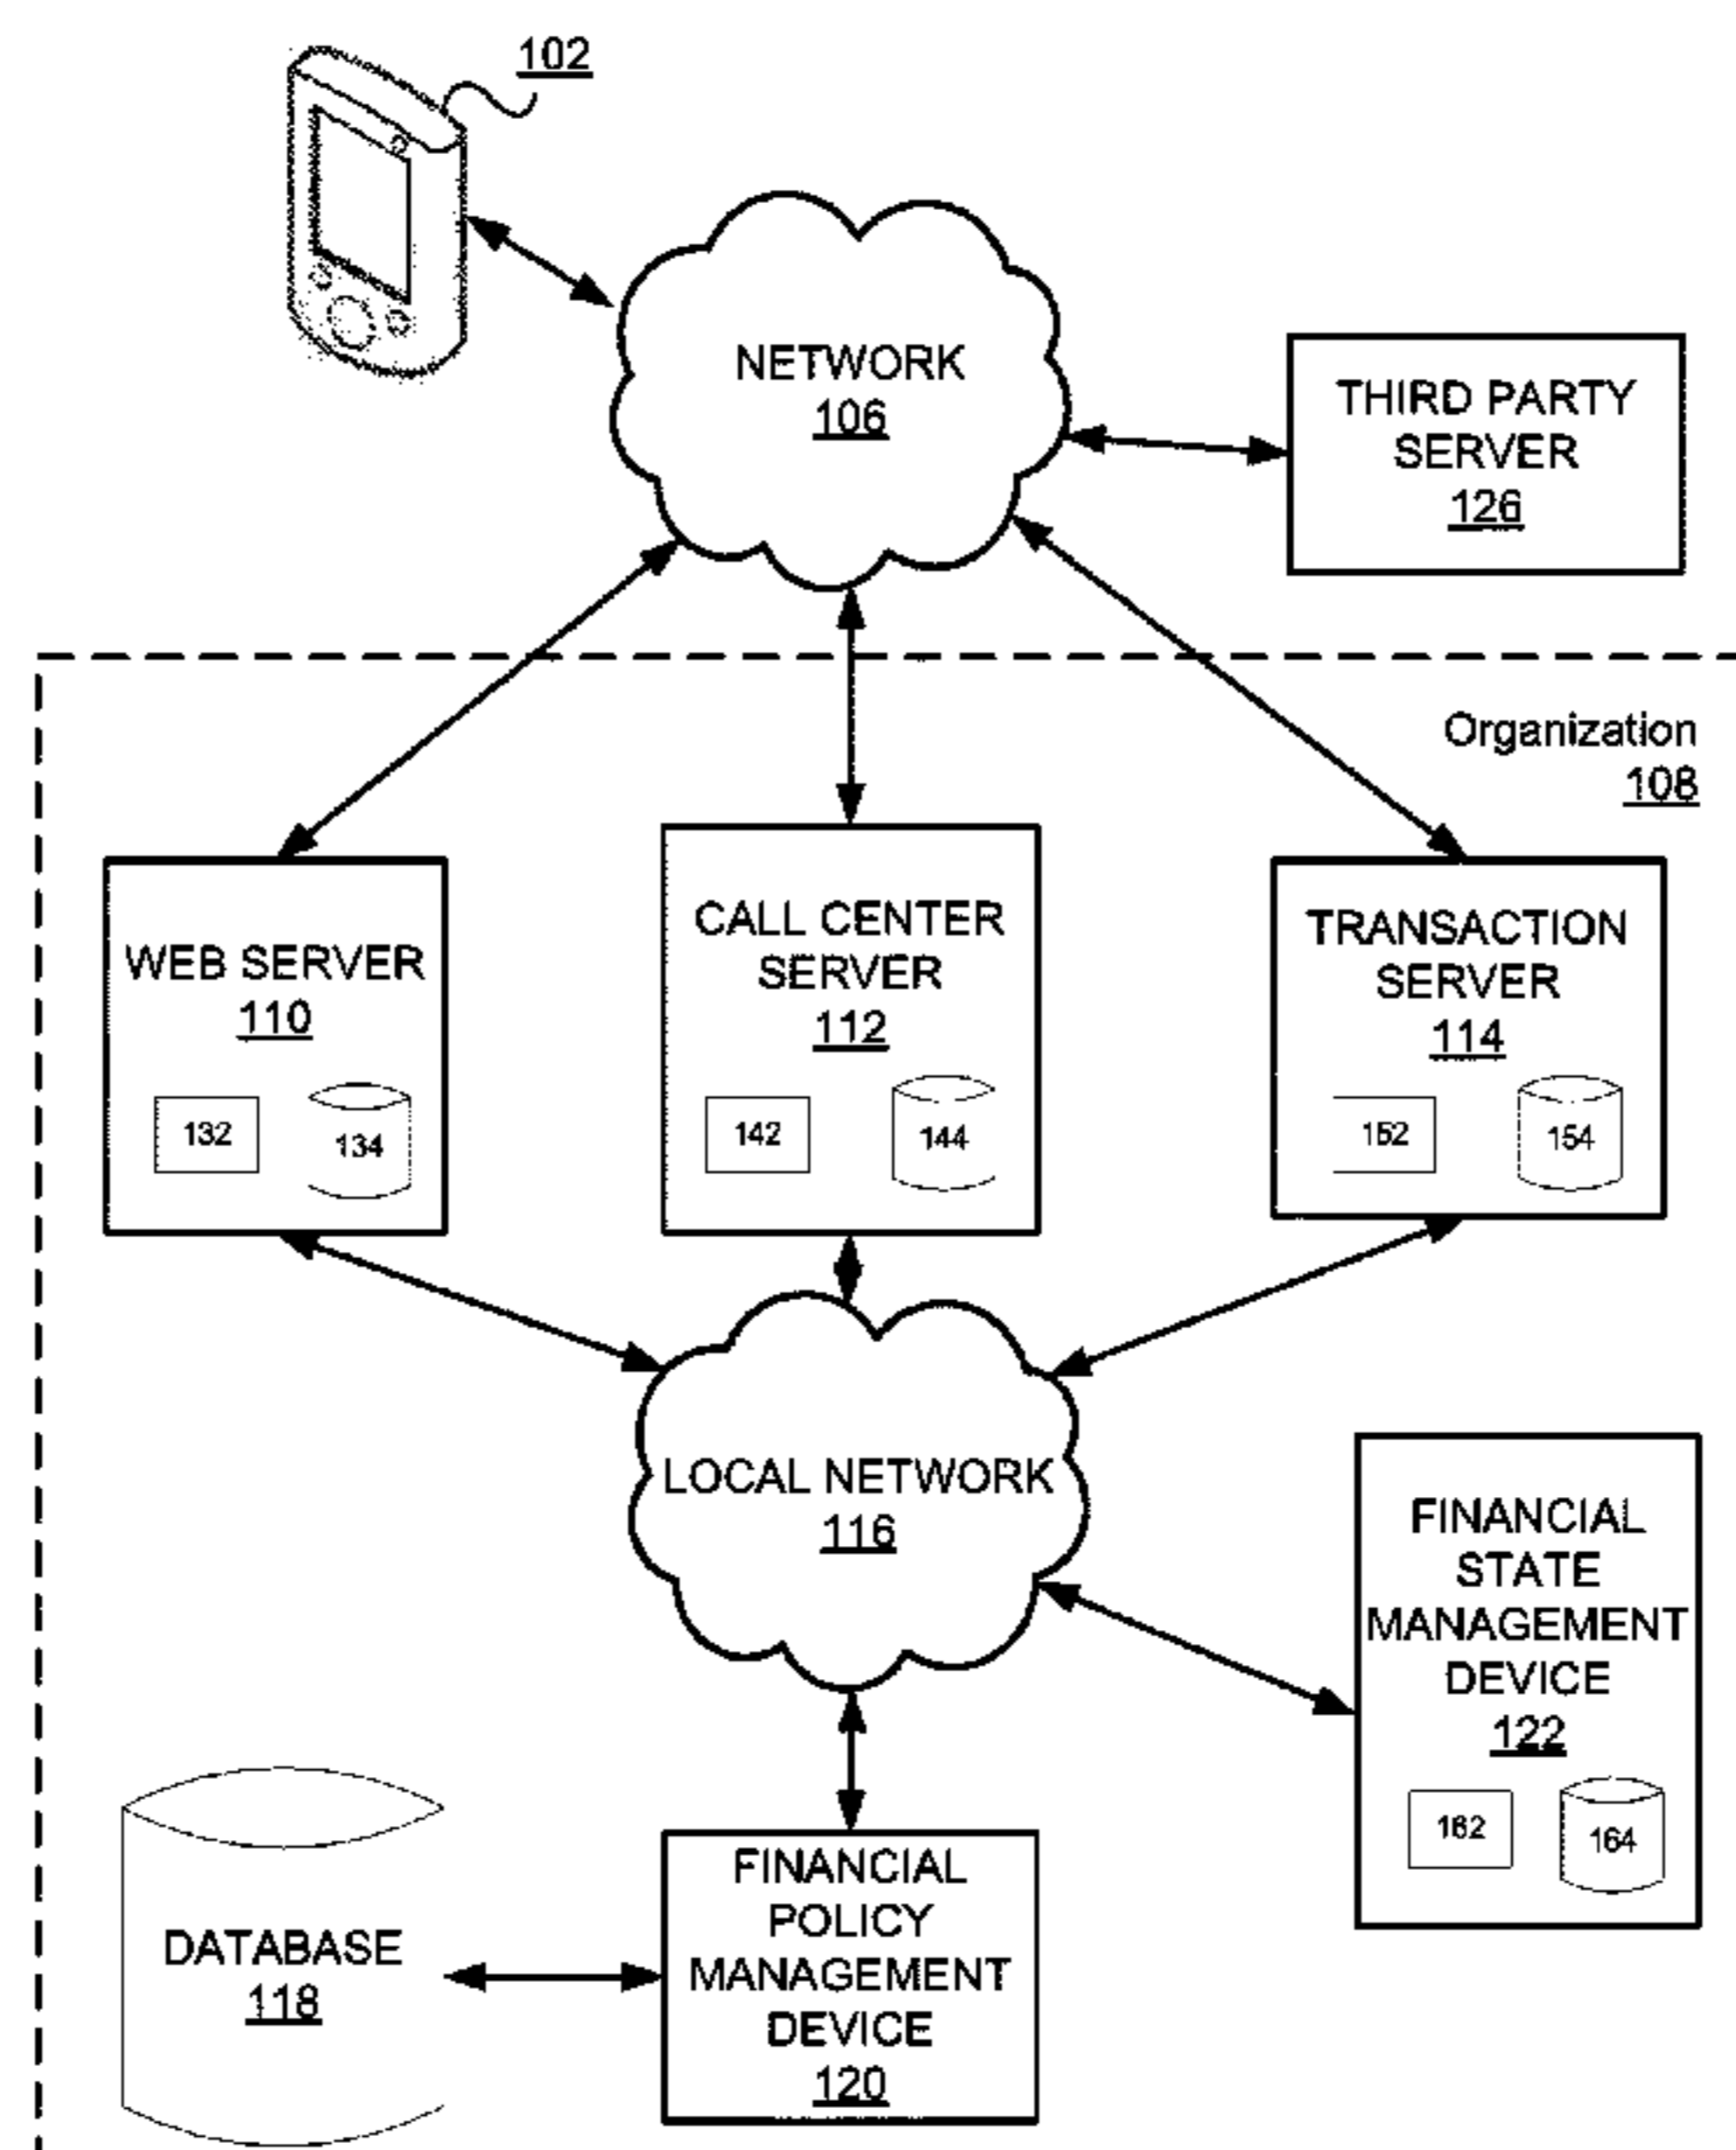 102
NETWORK
106
THIRD PARTY
SERVER
126
Organization
108
WEB SERVER
110
132
134
CALL CENTER
SERVER
112
142
144
TRANSACTION
SERVER
114
152
154
LOCAL NETWORK
116
FINANCIAL
STATE
MANAGEMENT
DEVICE
122
162
164
DATABASE
118
FINANCIAL
POLICY
MANAGEMENT
DEVICE
120